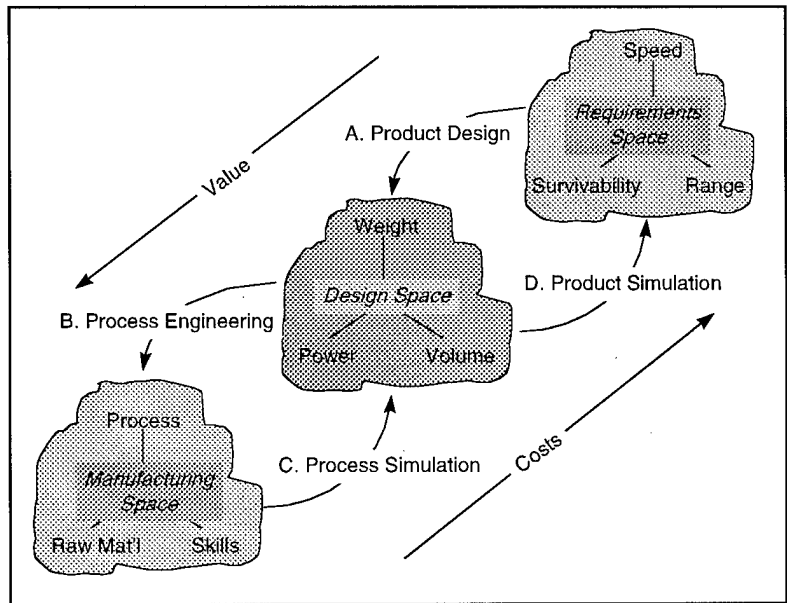 Speed
Requirements
Space
Survivability
Range
A. Product Design
Value
Weight
Design Space
Power
Volume
D. Product Simulation
B. Process Engineering
Process
Manufacturing
Space
Raw Mat'l
Skills
C. Process Simulation
Costs